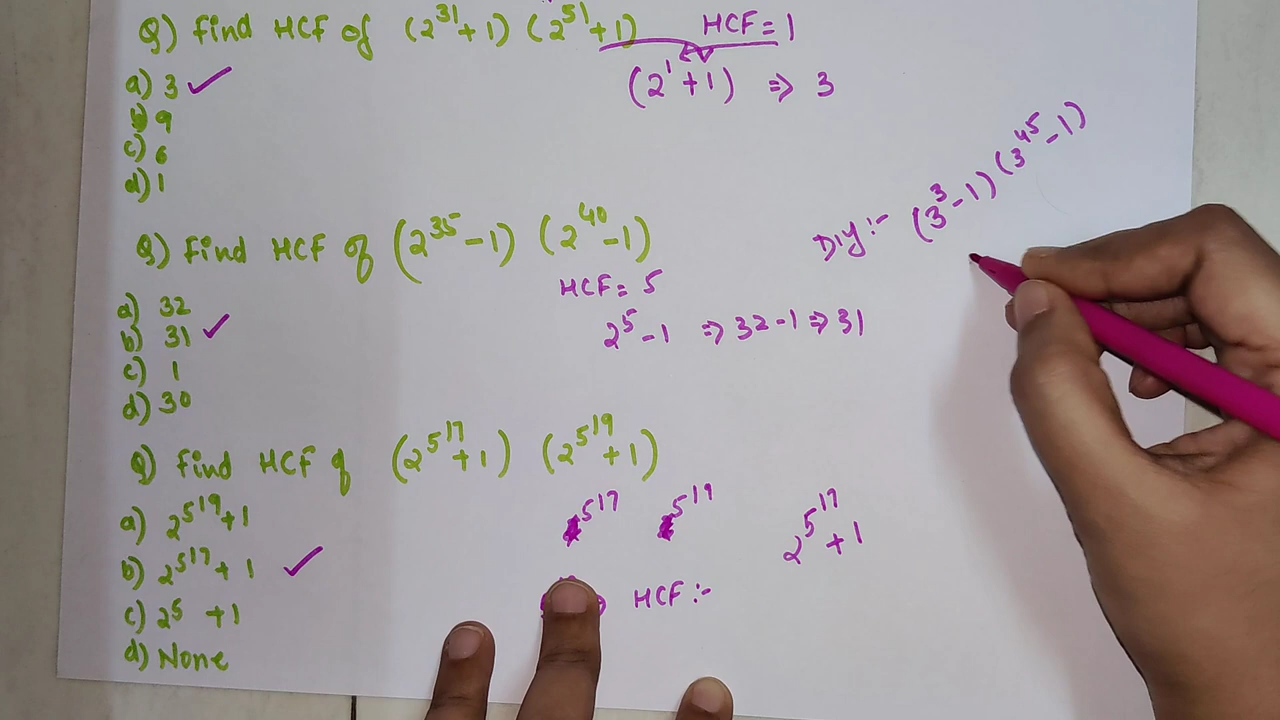 Q) Find HCF of (2^31 + 1) (2^51 + 1) HCF = 1
a) 3 ✓ (2^1 + 1) ⇒ 3
b) 9
c) 6
d) 1
DIY :- (3^3 - 1) (3^45 - 1)
Q) Find HCF of (2^35 - 1) (2^40 - 1)
HCF = 5
a) 32
b) 31 ✓ 2^5 - 1 ⇒ 32 - 1 ⇒ 31
c) 1
d) 30
Q) Find HCF of (2^5^17 + 1) (2^5^19 + 1)
a) 2^5^19 + 1 5^17 5^19 2^5^17 + 1
b) 2^5^17 + 1 ✓
HCF :-
c) 2^5 + 1
d) None